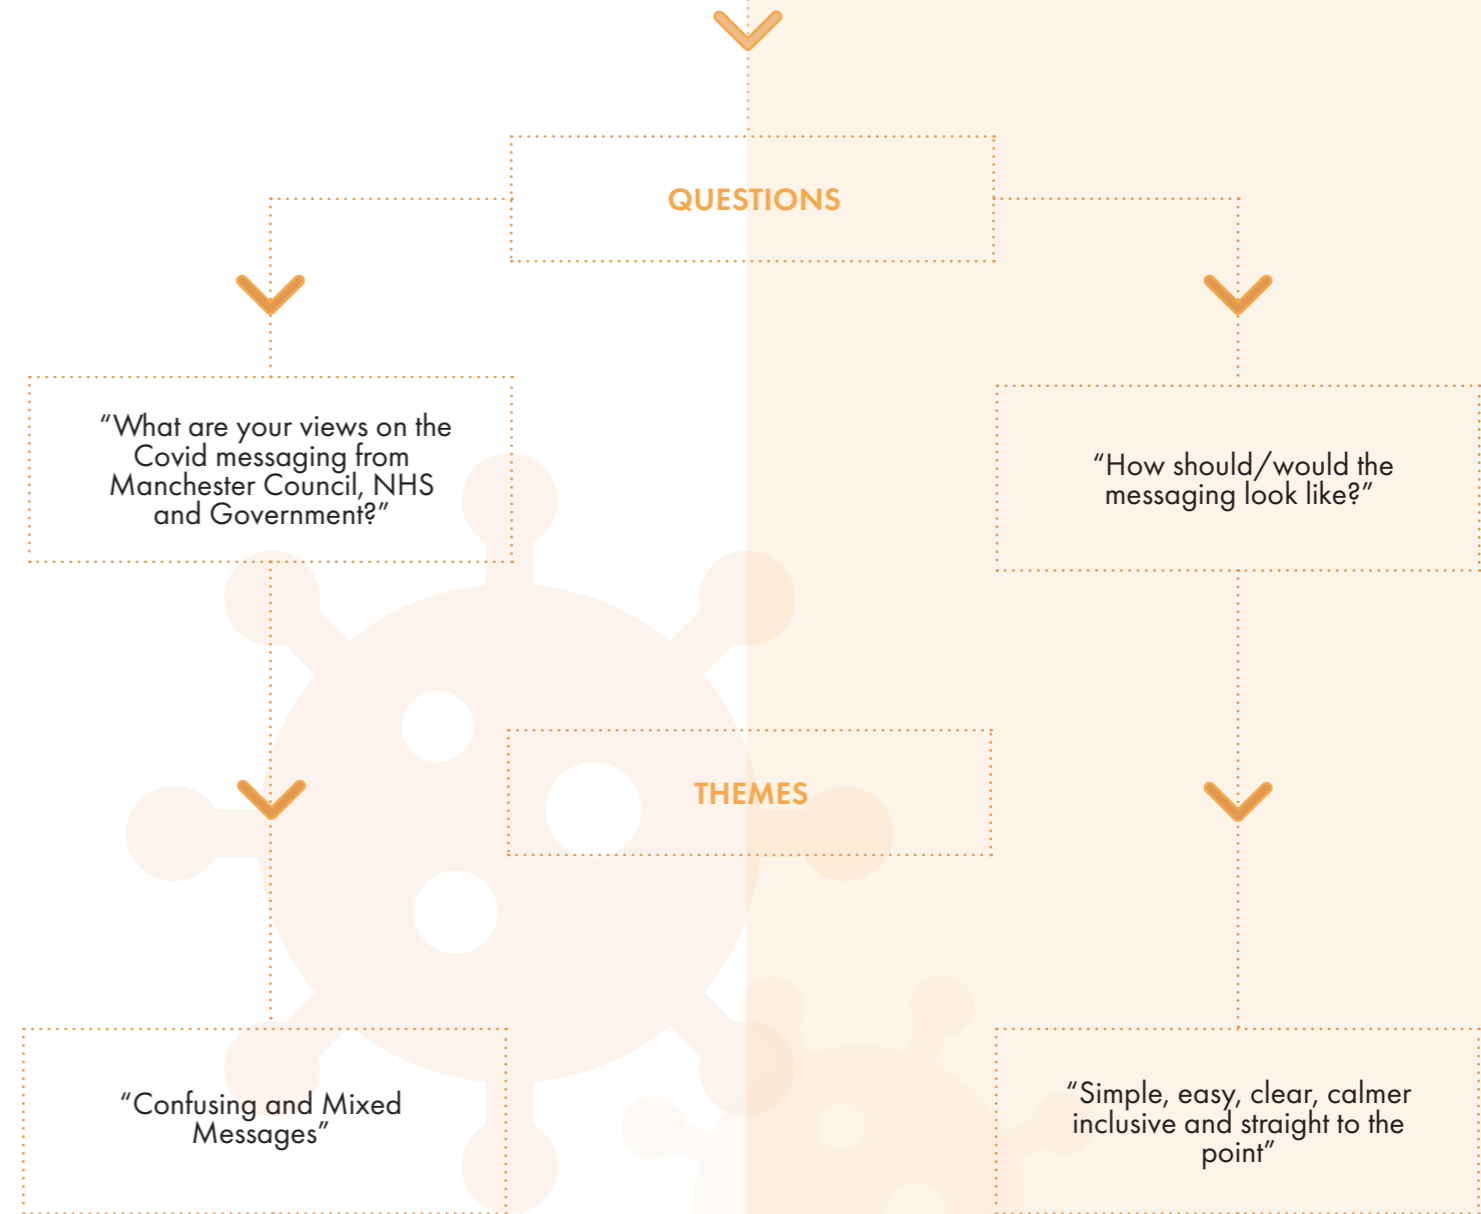 QUESTIONS
“What are your views on the
Covid messaging from
Manchester Council, NHS
and Government?”
“How should/would the
messaging look like?”
THEMES
“Confusing and Mixed
Messages”
“Simple, easy, clear, calmer
inclusive and straight to the
point”